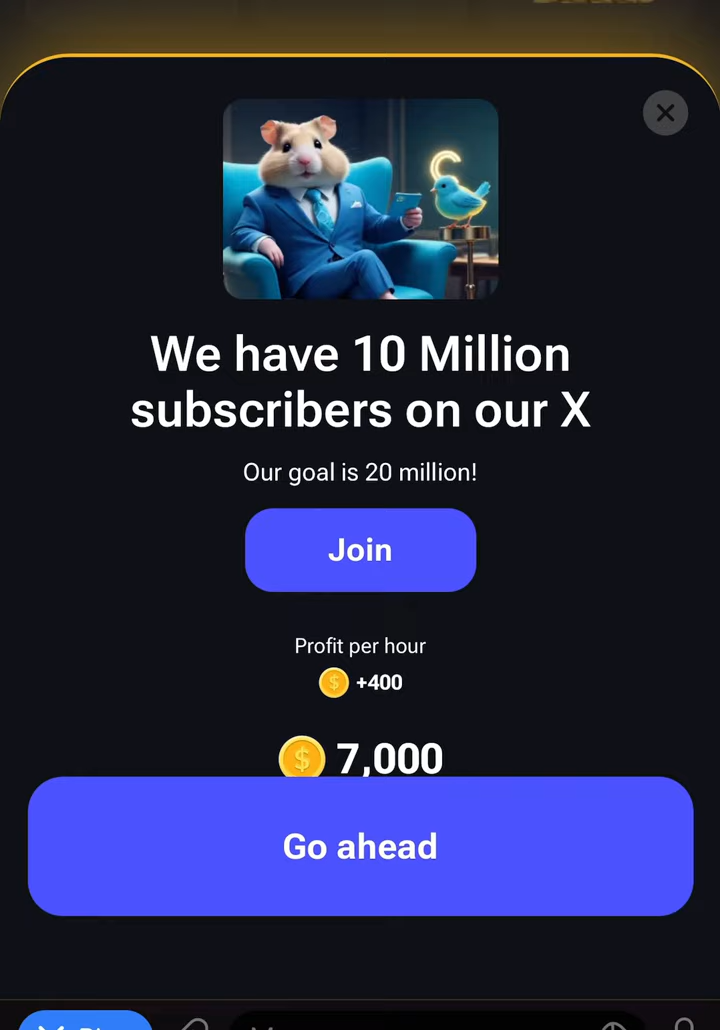 We have 10 Million
subscribers on our X
Our goal is 20 million!
Join
Profit per hour
+400
7,000
Go ahead